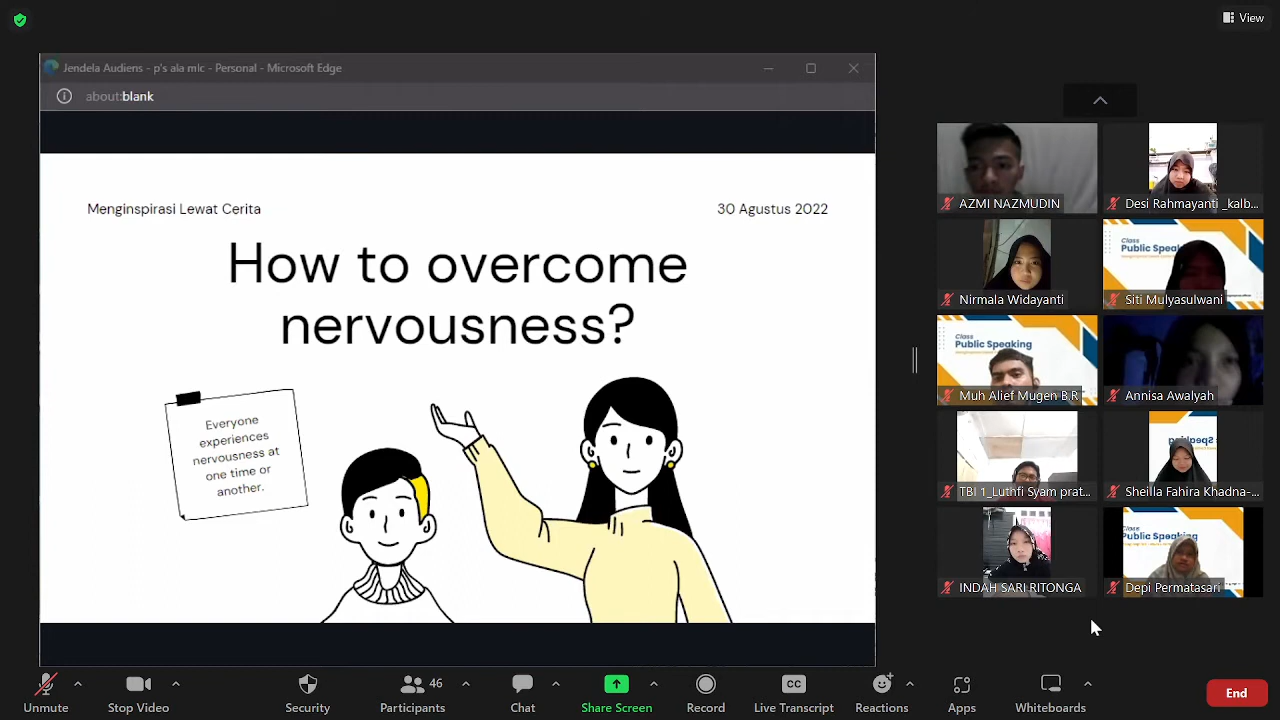 View
Jendela Audiens - p's ala mlc - Personal - Microsoft Edge
about:blank
Menginspirasi Lewat Cerita
30 Agustus 2022
How to overcome
nervousness?
Everyone
experiences
nervousness at
one time or
another.
AZMI NAZMUDIN
Desi Rahmayanti _kalb...
Nirmala Widayanti
Class
Public Speaking
Siti Mulyasulwani
Class
Public Speaking
Muh Alief Mugen B R
Annisa Awalyah
TBI 1_Luthfi Syam prat...
Sheilla Fahira Khadna-...
INDAH SARI RITONGA
Class
Public Speaking
Depi Permatasari
46
Unmute
Stop Video
Security
Participants
Chat
Share Screen
Record
CC
Live Transcript
Reactions
Apps
Whiteboards
End